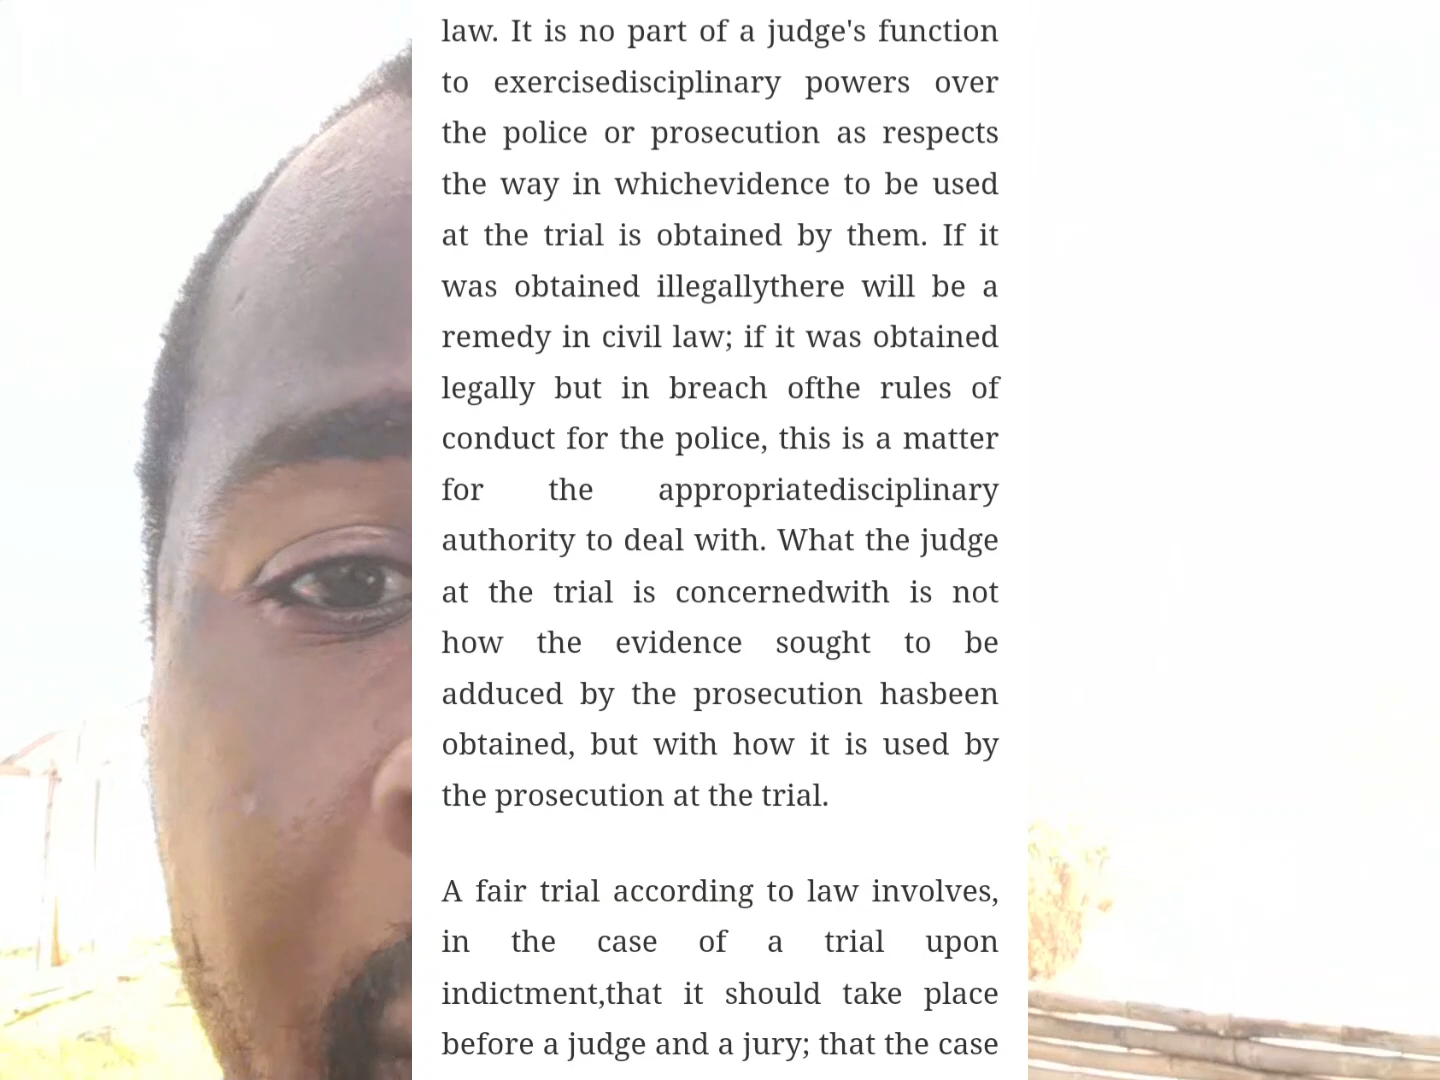 law. It is no part of a judge's function
to exercisedisciplinary powers over
the police or prosecution as respects
the way in whichevidence to be used
at the trial is obtained by them. If it
was obtained illegallythere will be a
remedy in civil law; if it was obtained
legally but in breach ofthe rules of
conduct for the police, this is a matter
for the appropriatedisciplinary
authority to deal with. What the judge
at the trial is concernedwith is not
how the evidence sought to be
adduced by the prosecution hasbeen
obtained, but with how it is used by
the prosecution at the trial.
A fair trial according to law involves,
in the case of a trial upon
indictment,that it should take place
before a judge and a jury; that the case